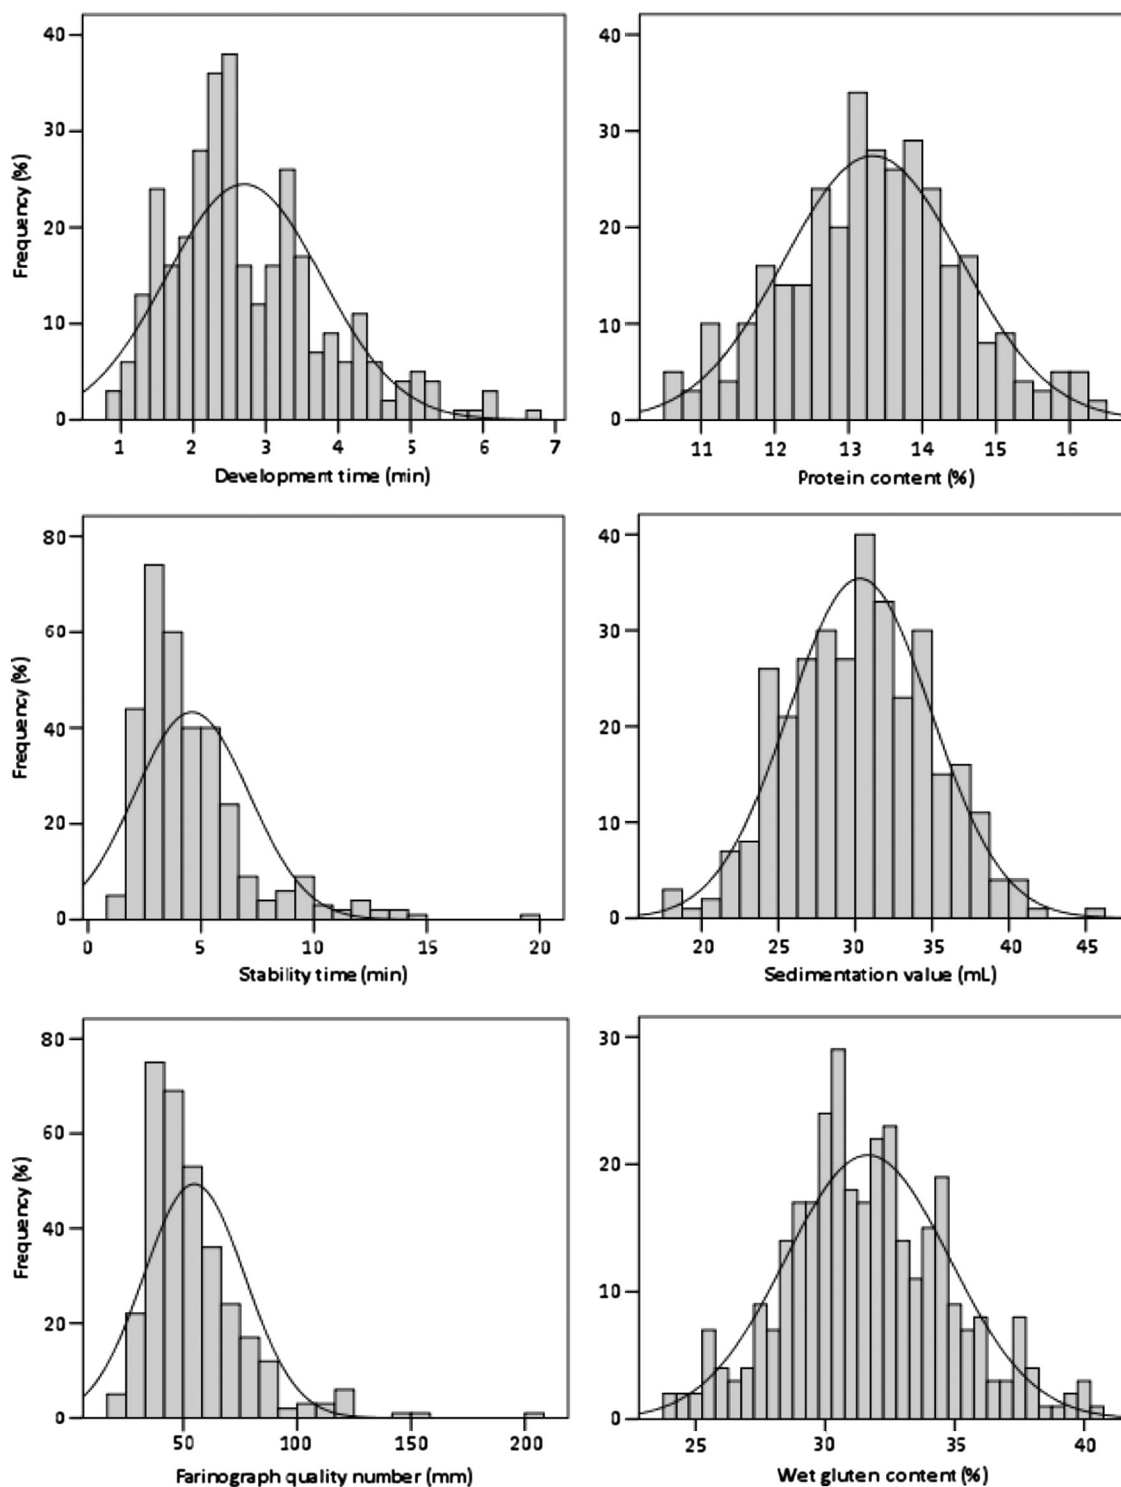 40
30
20
10
0
Frequency (%)
1 2 3 4 5 6 7
Development time (min)
40
30
20
10
0
11 12 13 14 15 16
Protein content (%)
80
60
40
20
0
Frequency (%)
0 5 10 15 20
Stability time (min)
40
30
20
10
0
20 25 30 35 40 45
Sedimentation value (mL)
80
60
40
20
0
Frequency (%)
50 100 150 200
Farinograph quality number (mm)
30
20
10
0
25 30 35 40
Wet gluten content (%)